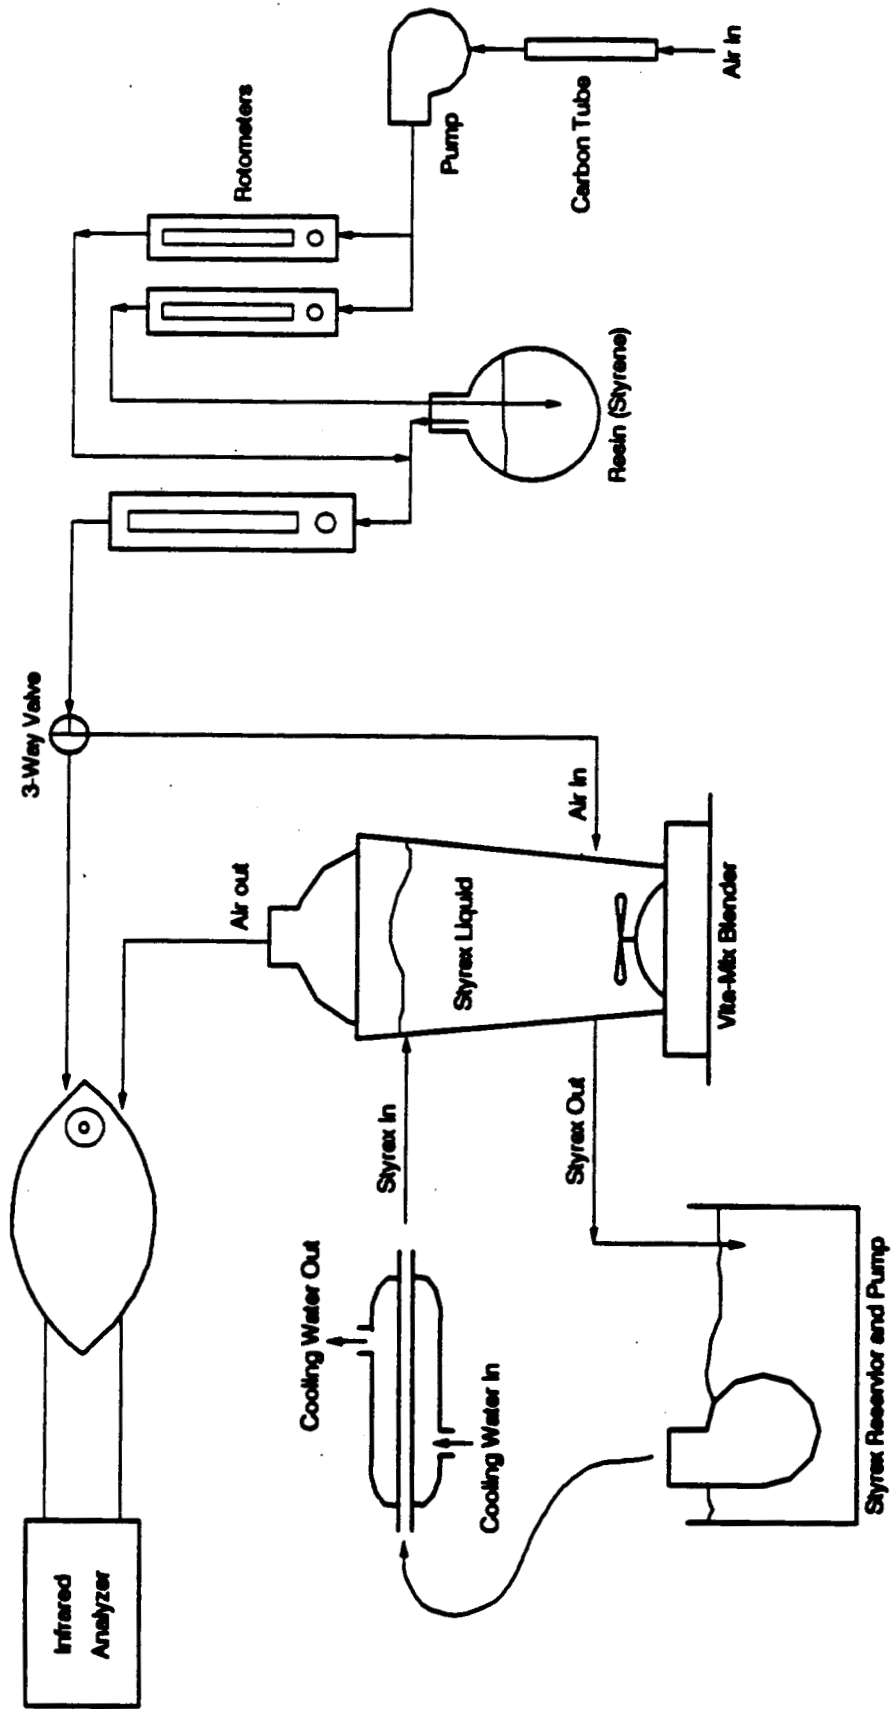 Infrared
Analyzer
3-Way Valve
Rotometers
Cooling Water Out
Air out
Styrex In
Styrex Liquid
Cooling Water In
Styrex Out
Air in
Resin (Styrene)
Pump
Carbon Tube
Air in
Vita-Mix Blender
Styrex Reservior and Pump